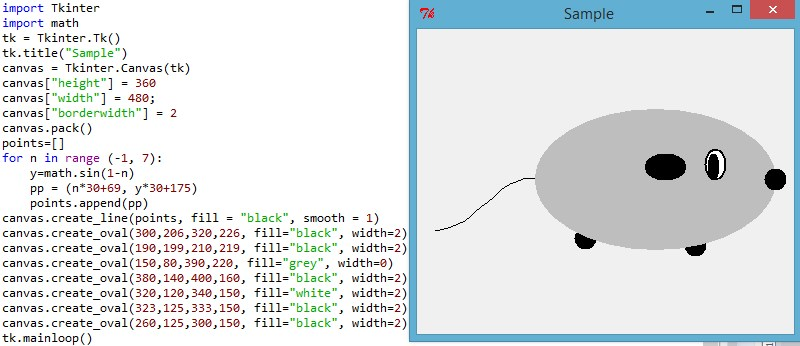 import Tkinter
import math
tk = Tkinter.Tk()
tk.title("Sample")
canvas = Tkinter.Canvas(tk)
canvas["height"] = 360
canvas["width"] = 480;
canvas["borderwidth"] = 2
canvas.pack()
points=[]
for n in range (-1, 7):
    y=math.sin(1-n)
    pp = (n*30+69, y*30+175)
    points.append(pp)
canvas.create_line(points, fill = "black", smooth = 1)
canvas.create_oval(300,206,320,226, fill="black", width=2)
canvas.create_oval(190,199,210,219, fill="black", width=2)
canvas.create_oval(150,80,390,220, fill="grey", width=0)
canvas.create_oval(380,140,400,160, fill="black", width=2)
canvas.create_oval(320,120,340,150, fill="white", width=2)
canvas.create_oval(323,125,333,150, fill="black", width=2)
canvas.create_oval(260,125,300,150, fill="black", width=2)
tk.mainloop()
Sample